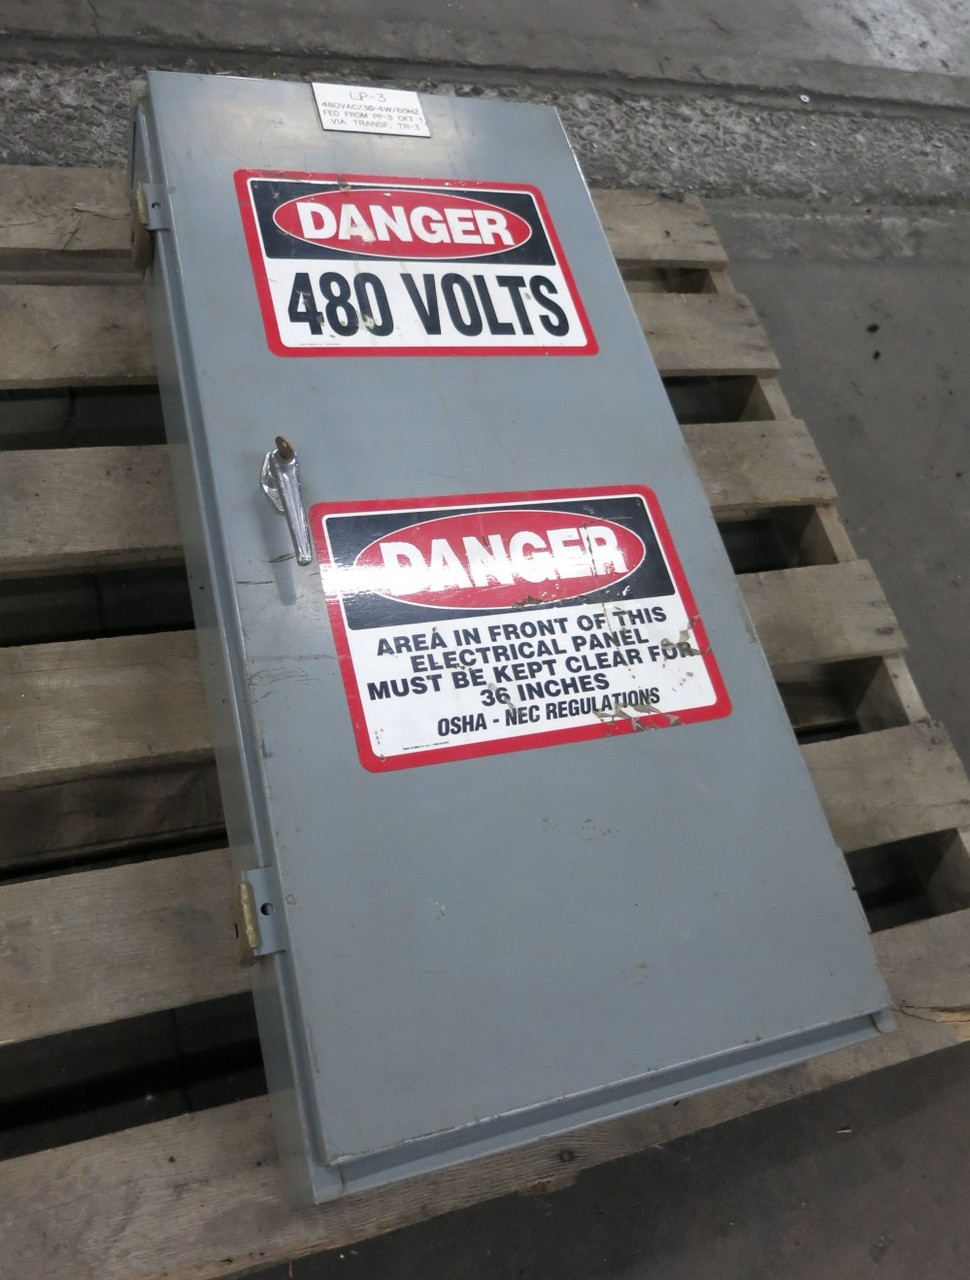 LP-3
480VAC/3Φ-4W/60HZ
FED FROM PP-3 CKT 1
VIA TRANSF. TR-3
DANGER
480 VOLTS
DANGER
AREA IN FRONT OF THIS
ELECTRICAL PANEL
MUST BE KEPT CLEAR FOR
36 INCHES
OSHA - NEC REGULATIONS